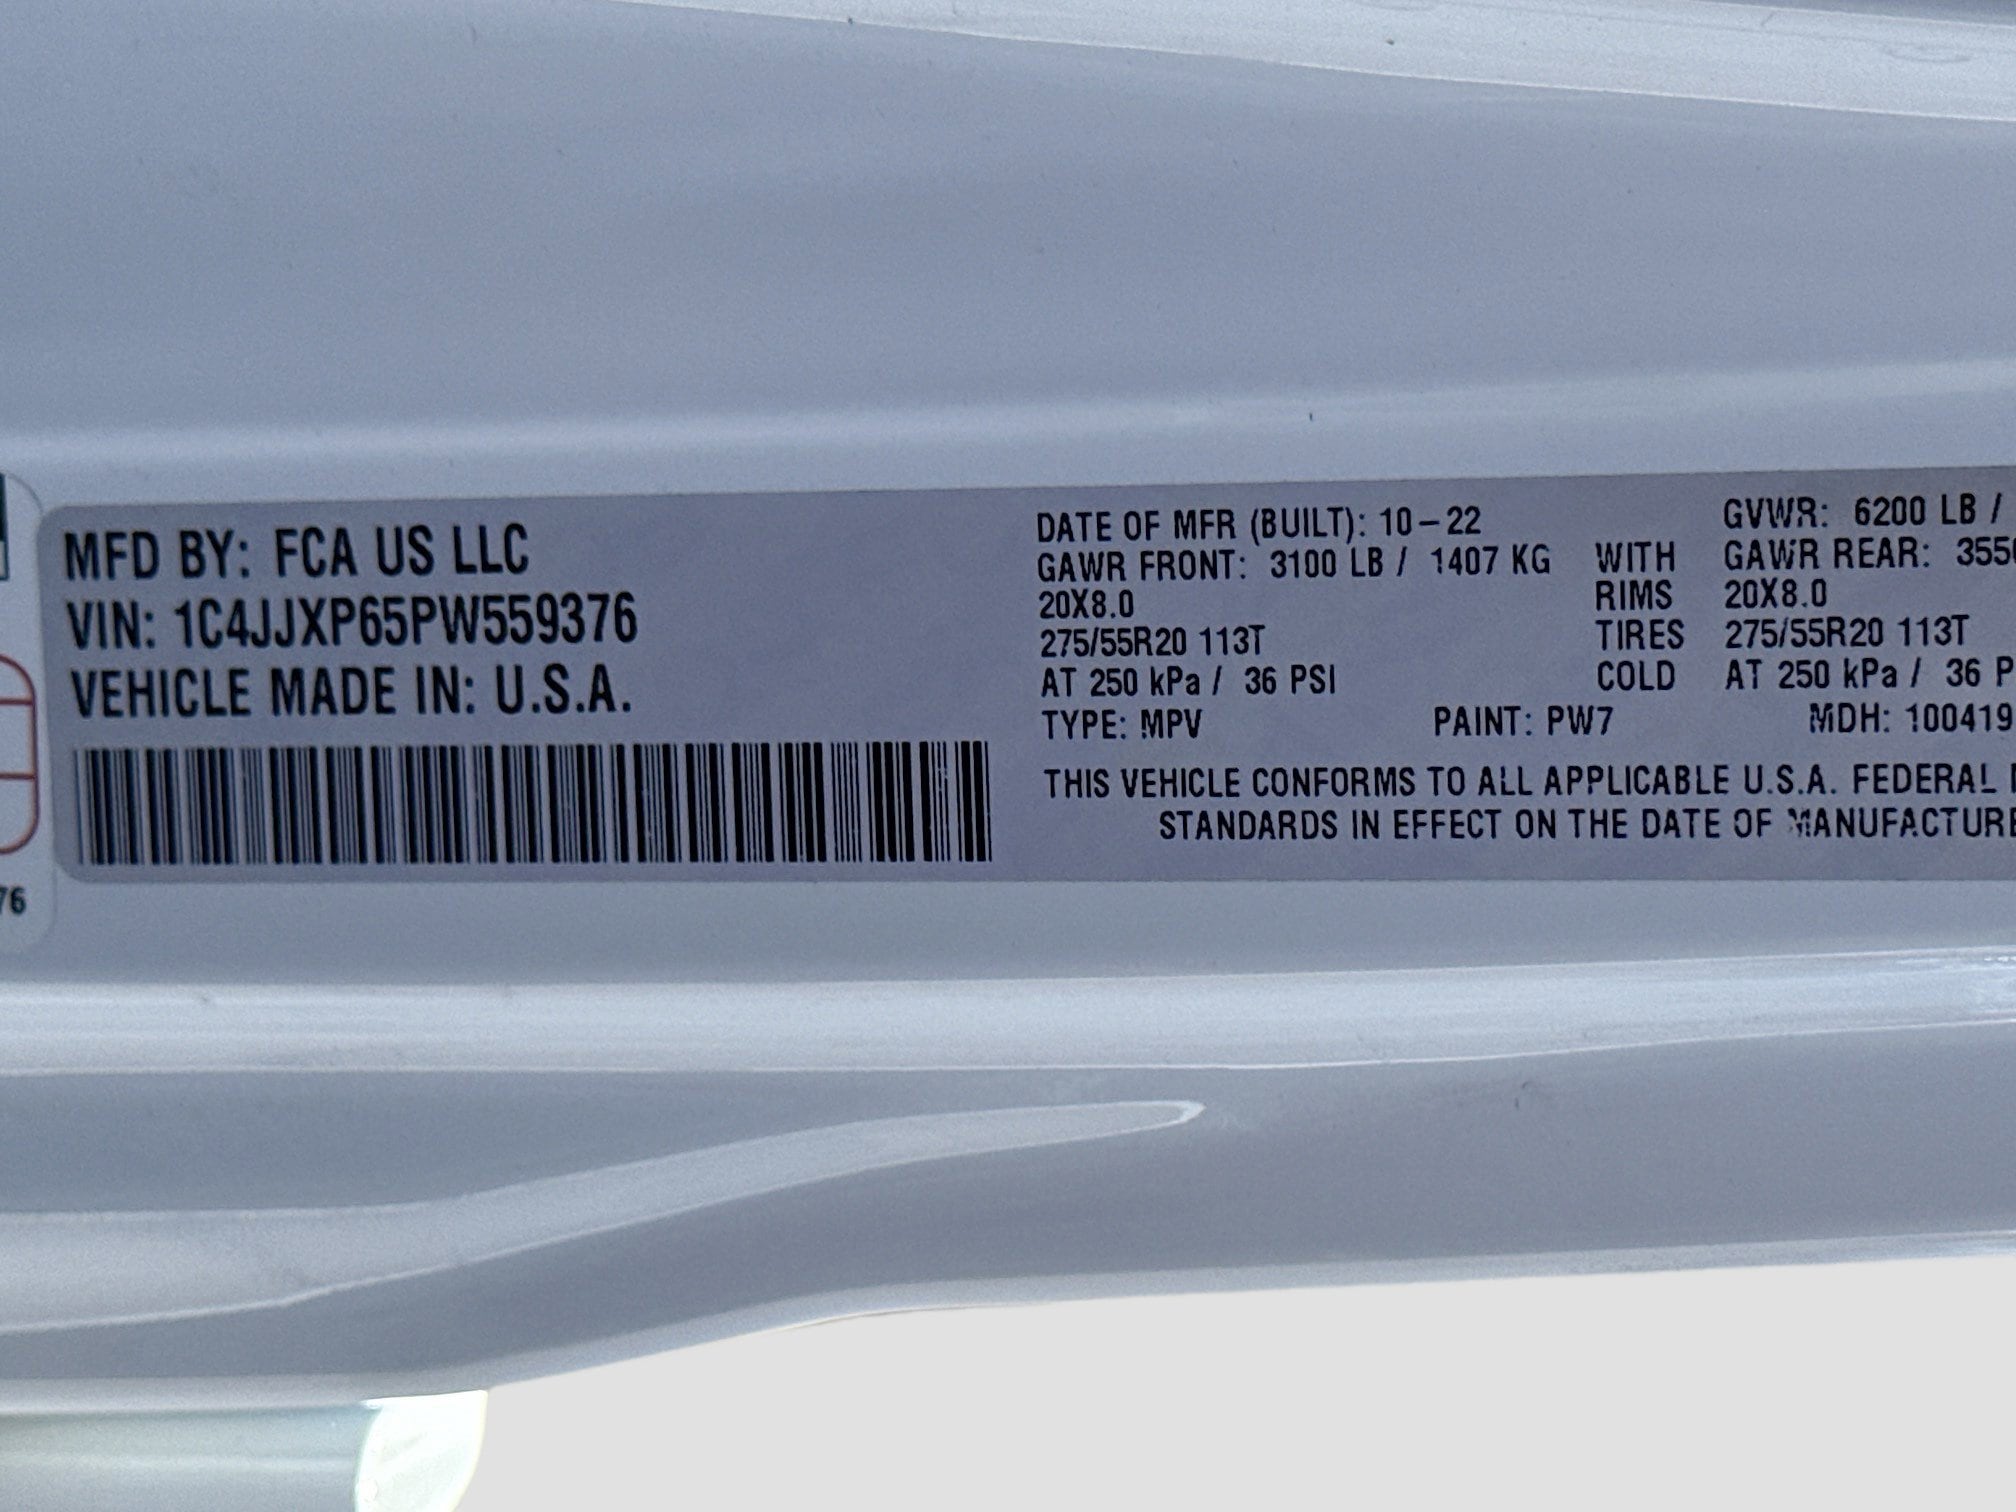 MFD BY: FCA US LLC
VIN: 1C4JJXP65PW559376
VEHICLE MADE IN: U.S.A.
DATE OF MFR (BUILT): 10-22 GVWR: 6200 LB /
GAWR FRONT: 3100 LB / 1407 KG WITH GAWR REAR: 355
20X8.0 RIMS 20X8.0
275/55R20 113T TIRES 275/55R20 113T
AT 250 kPa / 36 PSI COLD AT 250 kPa / 36 P
TYPE: MPV PAINT: PW7 MDH: 100419
THIS VEHICLE CONFORMS TO ALL APPLICABLE U.S.A. FEDERAL
STANDARDS IN EFFECT ON THE DATE OF MANUFACTURE
76